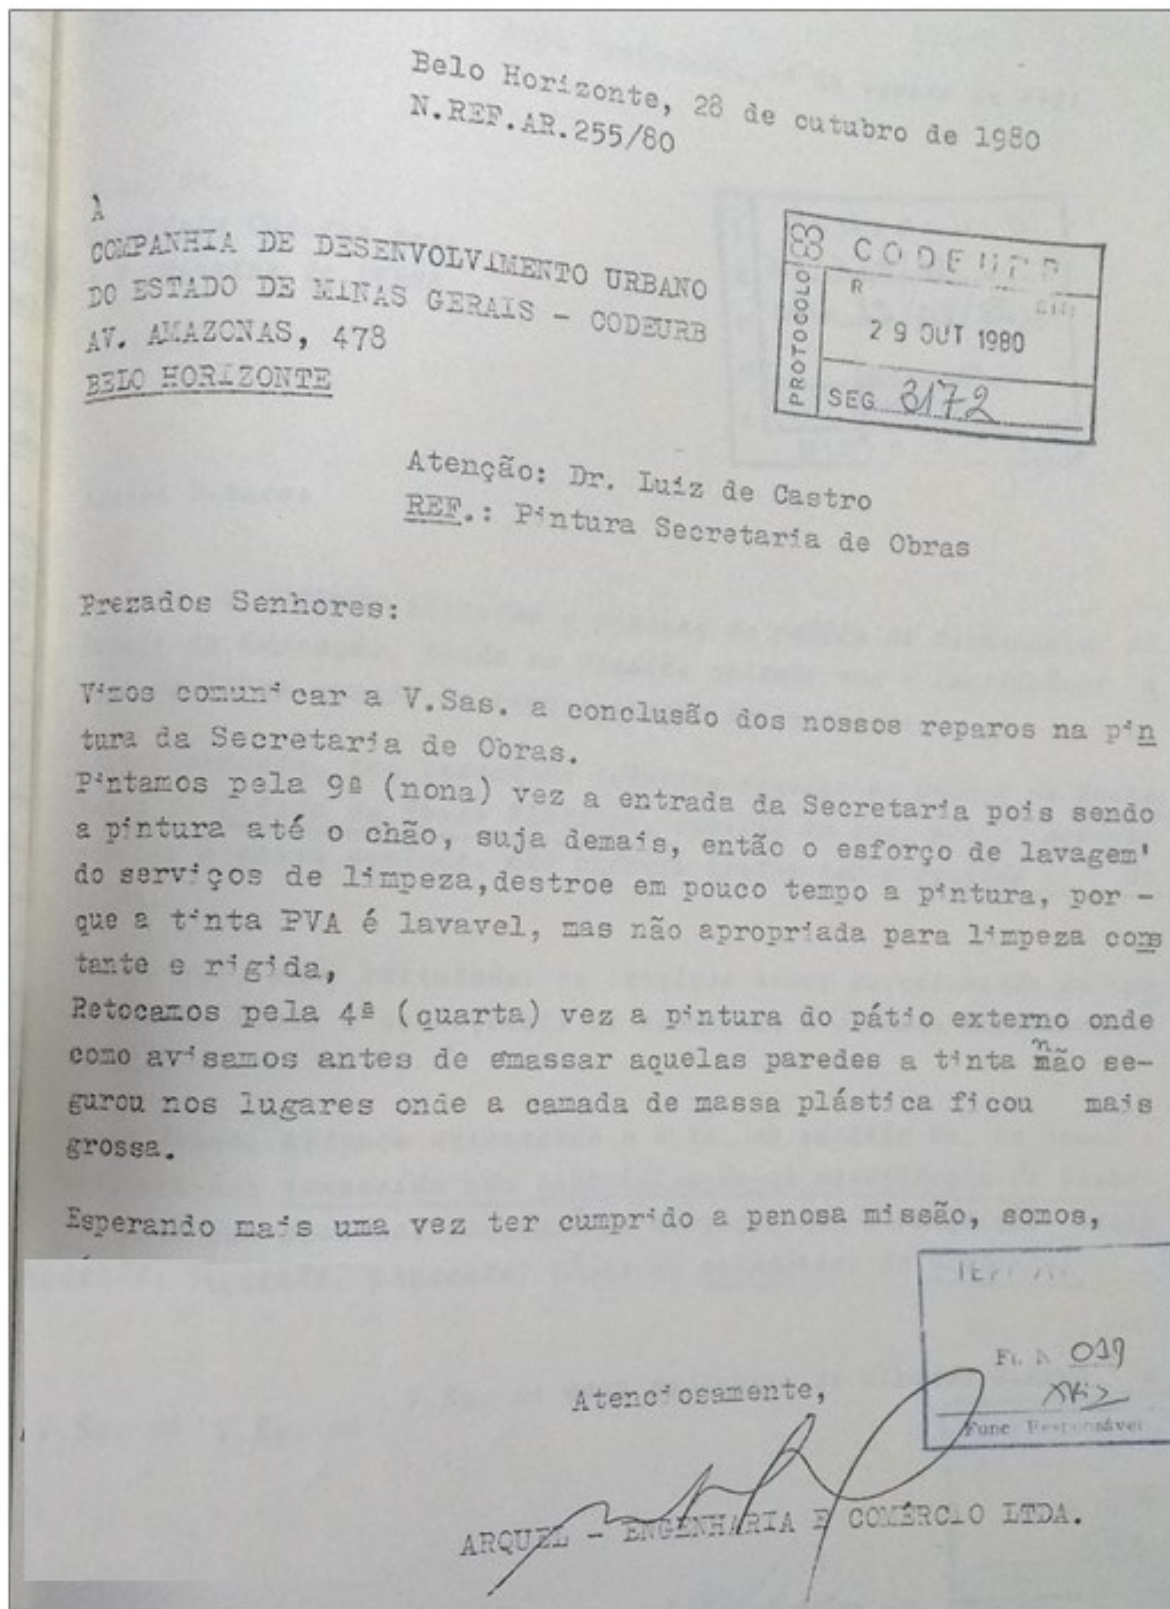 Belo Horizonte, 28 de outubro de 1980
N.REF.AR.255/80
À
COMPANHIA DE DESENVOLVIMENTO URBANO
DO ESTADO DE MINAS GERAIS - CODEURB
AV. AMAZONAS, 478
BELO HORIZONTE
CODEURB
PROTOCOLO
R
29 OUT 1980
SEG 3172
Atenção: Dr. Luiz de Castro
REF.: Pintura Secretaria de Obras
Prezados Senhores:
Vimos comunicar a V.Sas. a conclusão dos nossos reparos na pin
tura da Secretaria de Obras.
Pintamos pela 9ª (nona) vez a entrada da Secretaria pois sendo
a pintura até o chão, suja demais, então o esforço de lavagem'
do serviços de limpeza,destroe em pouco tempo a pintura, por -
que a tinta PVA é lavavel, mas não apropriada para limpeza cons
tante e rigida,
Retocamos pela 4ª (quarta) vez a pintura do pátio externo onde
como avisamos antes de emassar aquelas paredes a tinta não se-
gurou nos lugares onde a camada de massa plástica ficou mais
grossa.
Esperando mais uma vez ter cumprido a penosa missão, somos,
Fl. N 019
Func. Responsável
Atenciosamente,
ARQUEL - ENGENHARIA E COMÉRCIO LTDA.